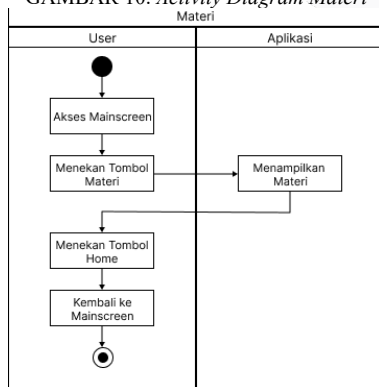 GAMBAR 10. Activity Diagram Materi
Materi
User
Aplikasi
Akses Mainscreen
Menekan Tombol
Materi
Menampilkan
Materi
Menekan Tombol
Home
Kembali ke
Mainscreen